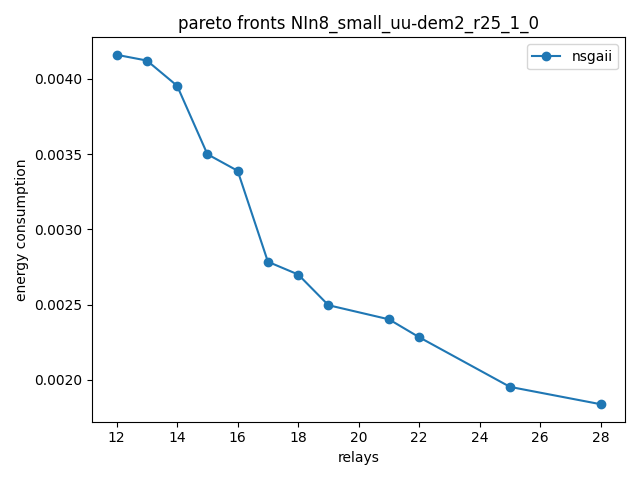 pareto fronts NIn8_small_uu-dem2_r25_1_0
nsgaii
energy consumption
0.0040
0.0035
0.0030
0.0025
0.0020
12 14 16 18 20 22 24 26 28
relays